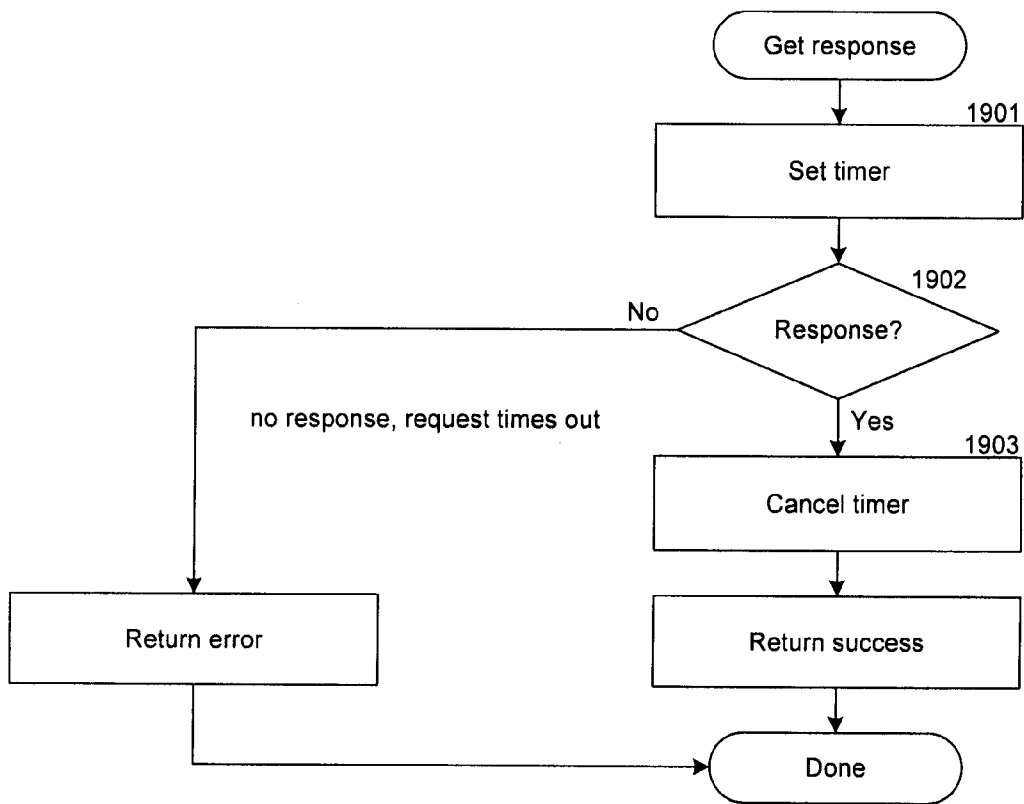 Get response
1901
Set timer
1902
No
Response?
no response, request times out
Yes
1903
Cancel timer
Return error
Return success
Done